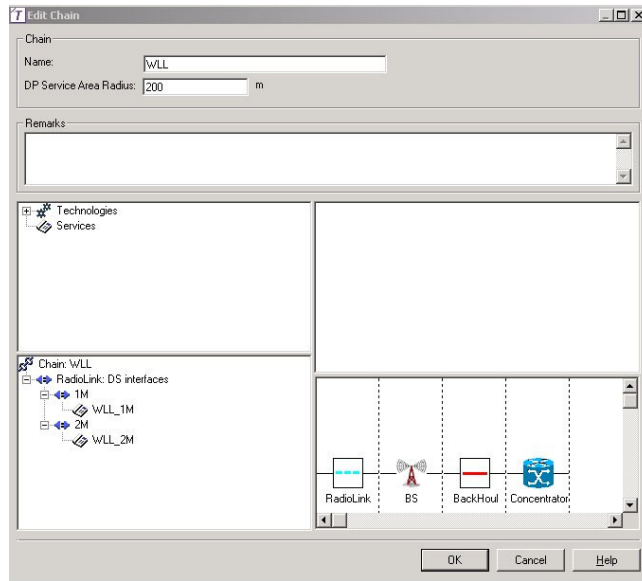 Edit Chain
Chain
Name: WLL
DP Service Area Radius: 200 m
Remarks
Technologies
Services
Chain: WLL
RadioLink: DS interfaces
1M
WLL_1M
2M
WLL_2M
RadioLink BS BackHoul Concentrator
OK Cancel Help